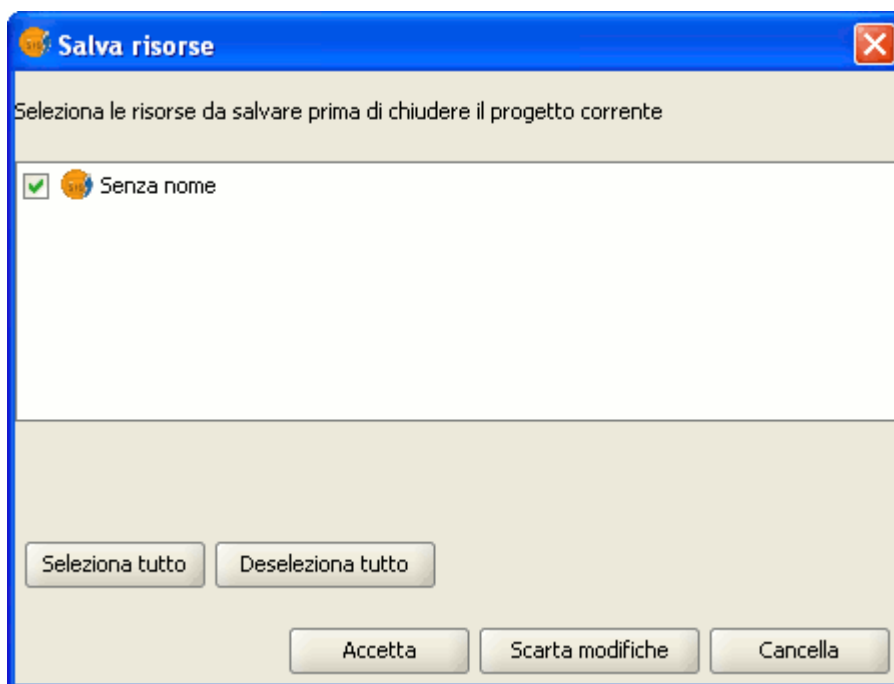 Salva risorse
Seleziona le risorse da salvare prima di chiudere il progetto corrente
Senza nome
Seleziona tutto Deseleziona tutto
Accetta Scarta modifiche Cancella